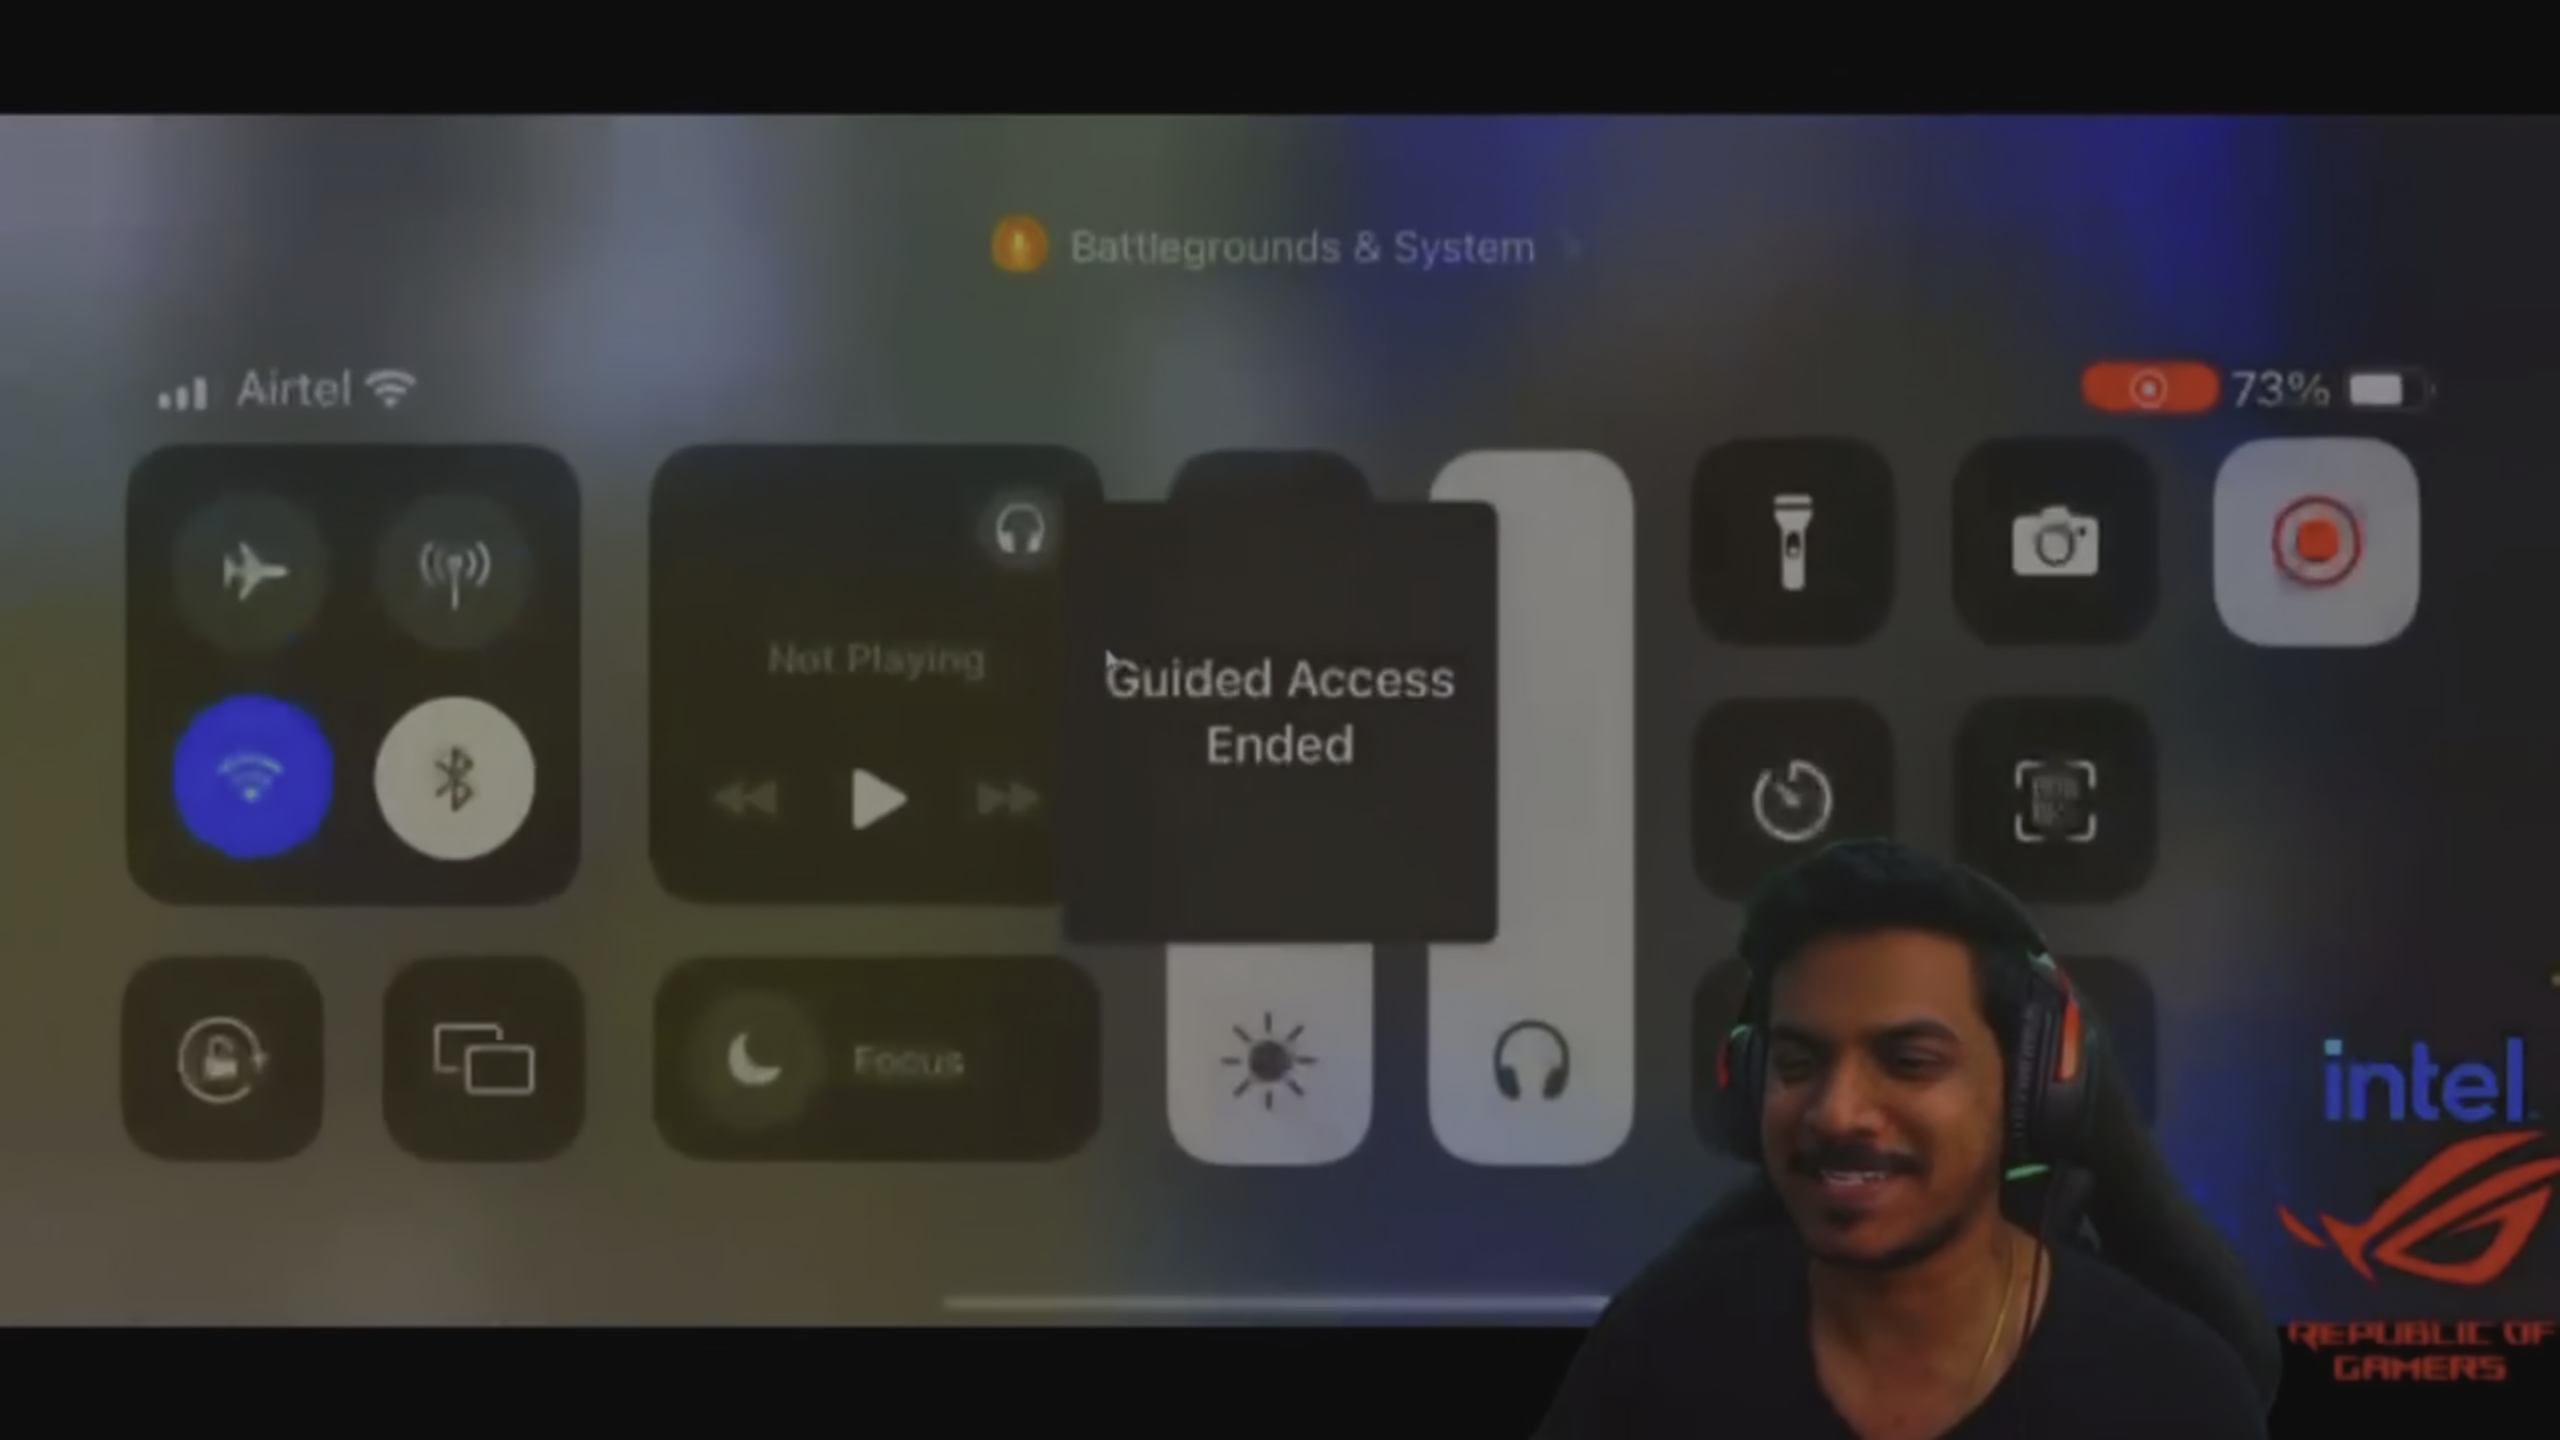 Battlegrounds & System
Airtel
73%
Not Playing
Guided Access
Ended
Focus
intel
REPUBLIC OF
GAMERS